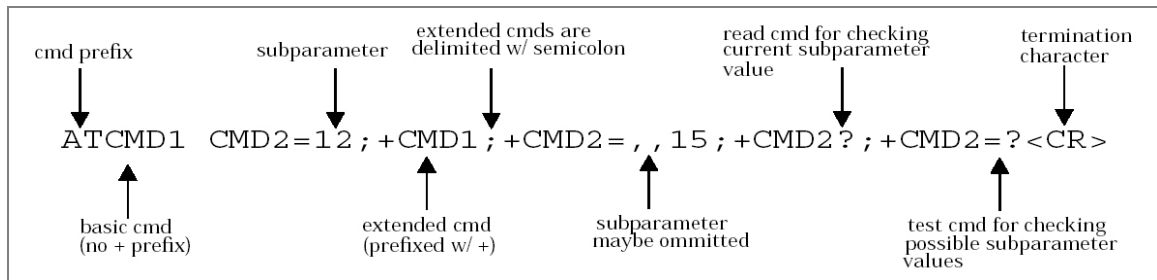 cmd prefix
subparameter
extended cmds are
delimited w/ semicolon
read cmd for checking
current subparameter
value
termination
character
ATCMD1 CMD2=12;+CMD1;+CMD2=,,15;+CMD2?;+CMD2=?<CR>
basic cmd
(no + prefix)
extended cmd
(prefixed w/ +)
subparameter
maybe ommitted
test cmd for checking
possible subparameter
values